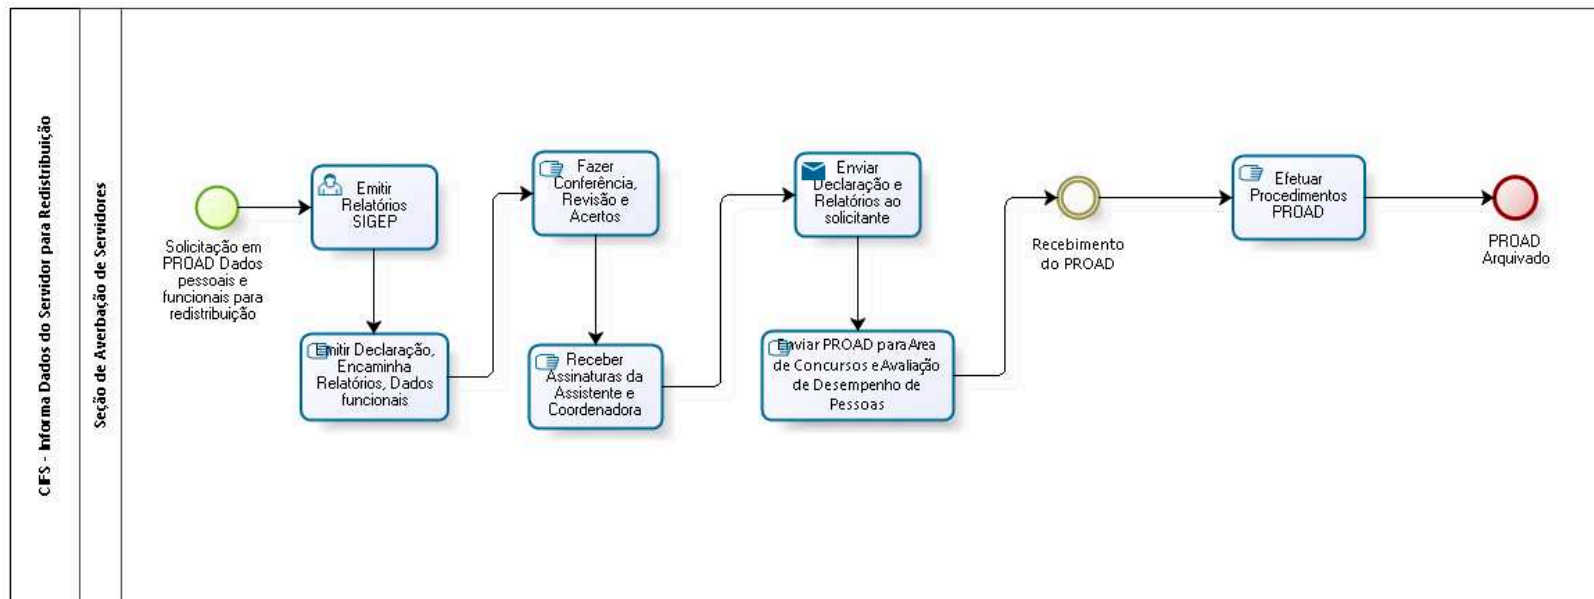 CIFS - Informa Dados do Servidor para Redistribuição
Seção de Averbação de Servidores
Solicitação em
PROAD Dados
pessoais e
funcionais para
redistribuição
Emitir
Relatórios
SIGEP
Emitir Declaração,
Encaminha
Relatórios, Dados
funcionais
Fazer
Conferência,
Revisão e
Acertos
Receber
Assinaturas da
Assistente e
Coordenadora
Enviar
Declaração e
Relatórios ao
solicitante
Enviar PROAD para Area
de Concursos e Avaliação
de Desempenho de
Pessoas
Recebimento
do PROAD
Efetuar
Procedimentos
PROAD
PROAD
Arquivado